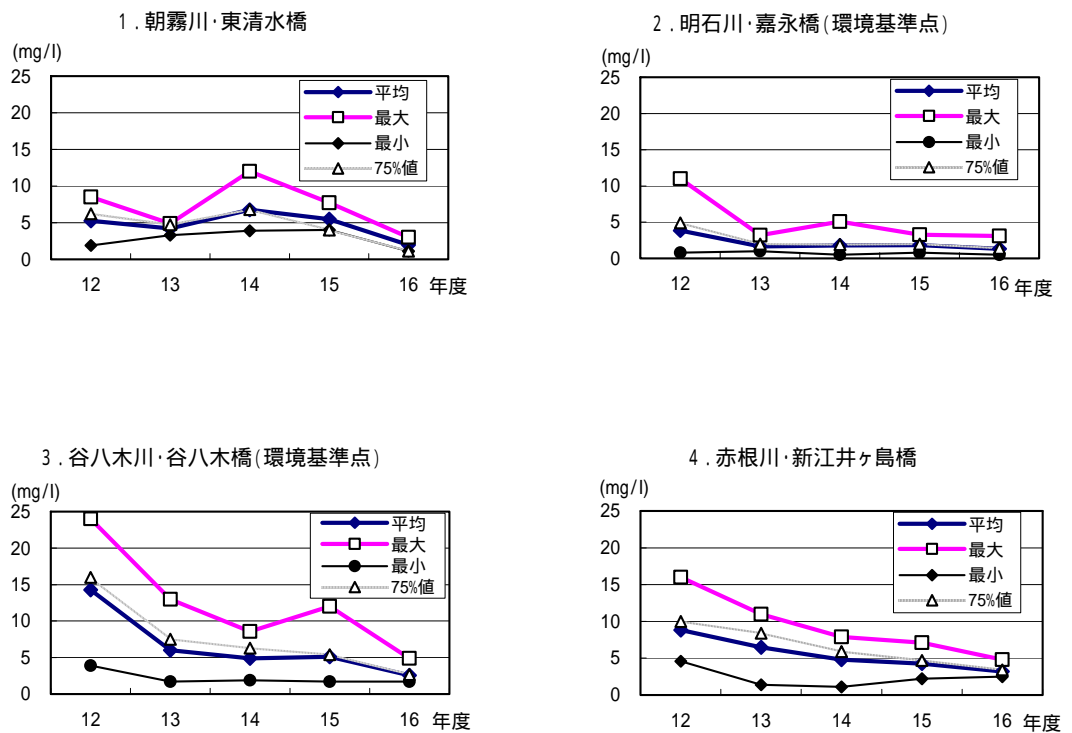 1．朝霧川・東清水橋
(mg/l)
25
20
15
10
5
0
平均
最大
最小
75%値
12 13 14 15 16 年度
2．明石川・嘉永橋(環境基準点)
(mg/l)
25
20
15
10
5
0
平均
最大
最小
75%値
12 13 14 15 16 年度
3．谷八木川・谷八木橋(環境基準点)
(mg/l)
25
20
15
10
5
0
平均
最大
最小
75%値
12 13 14 15 16 年度
4．赤根川・新江井ヶ島橋
(mg/l)
25
20
15
10
5
0
平均
最大
最小
75%値
12 13 14 15 16 年度